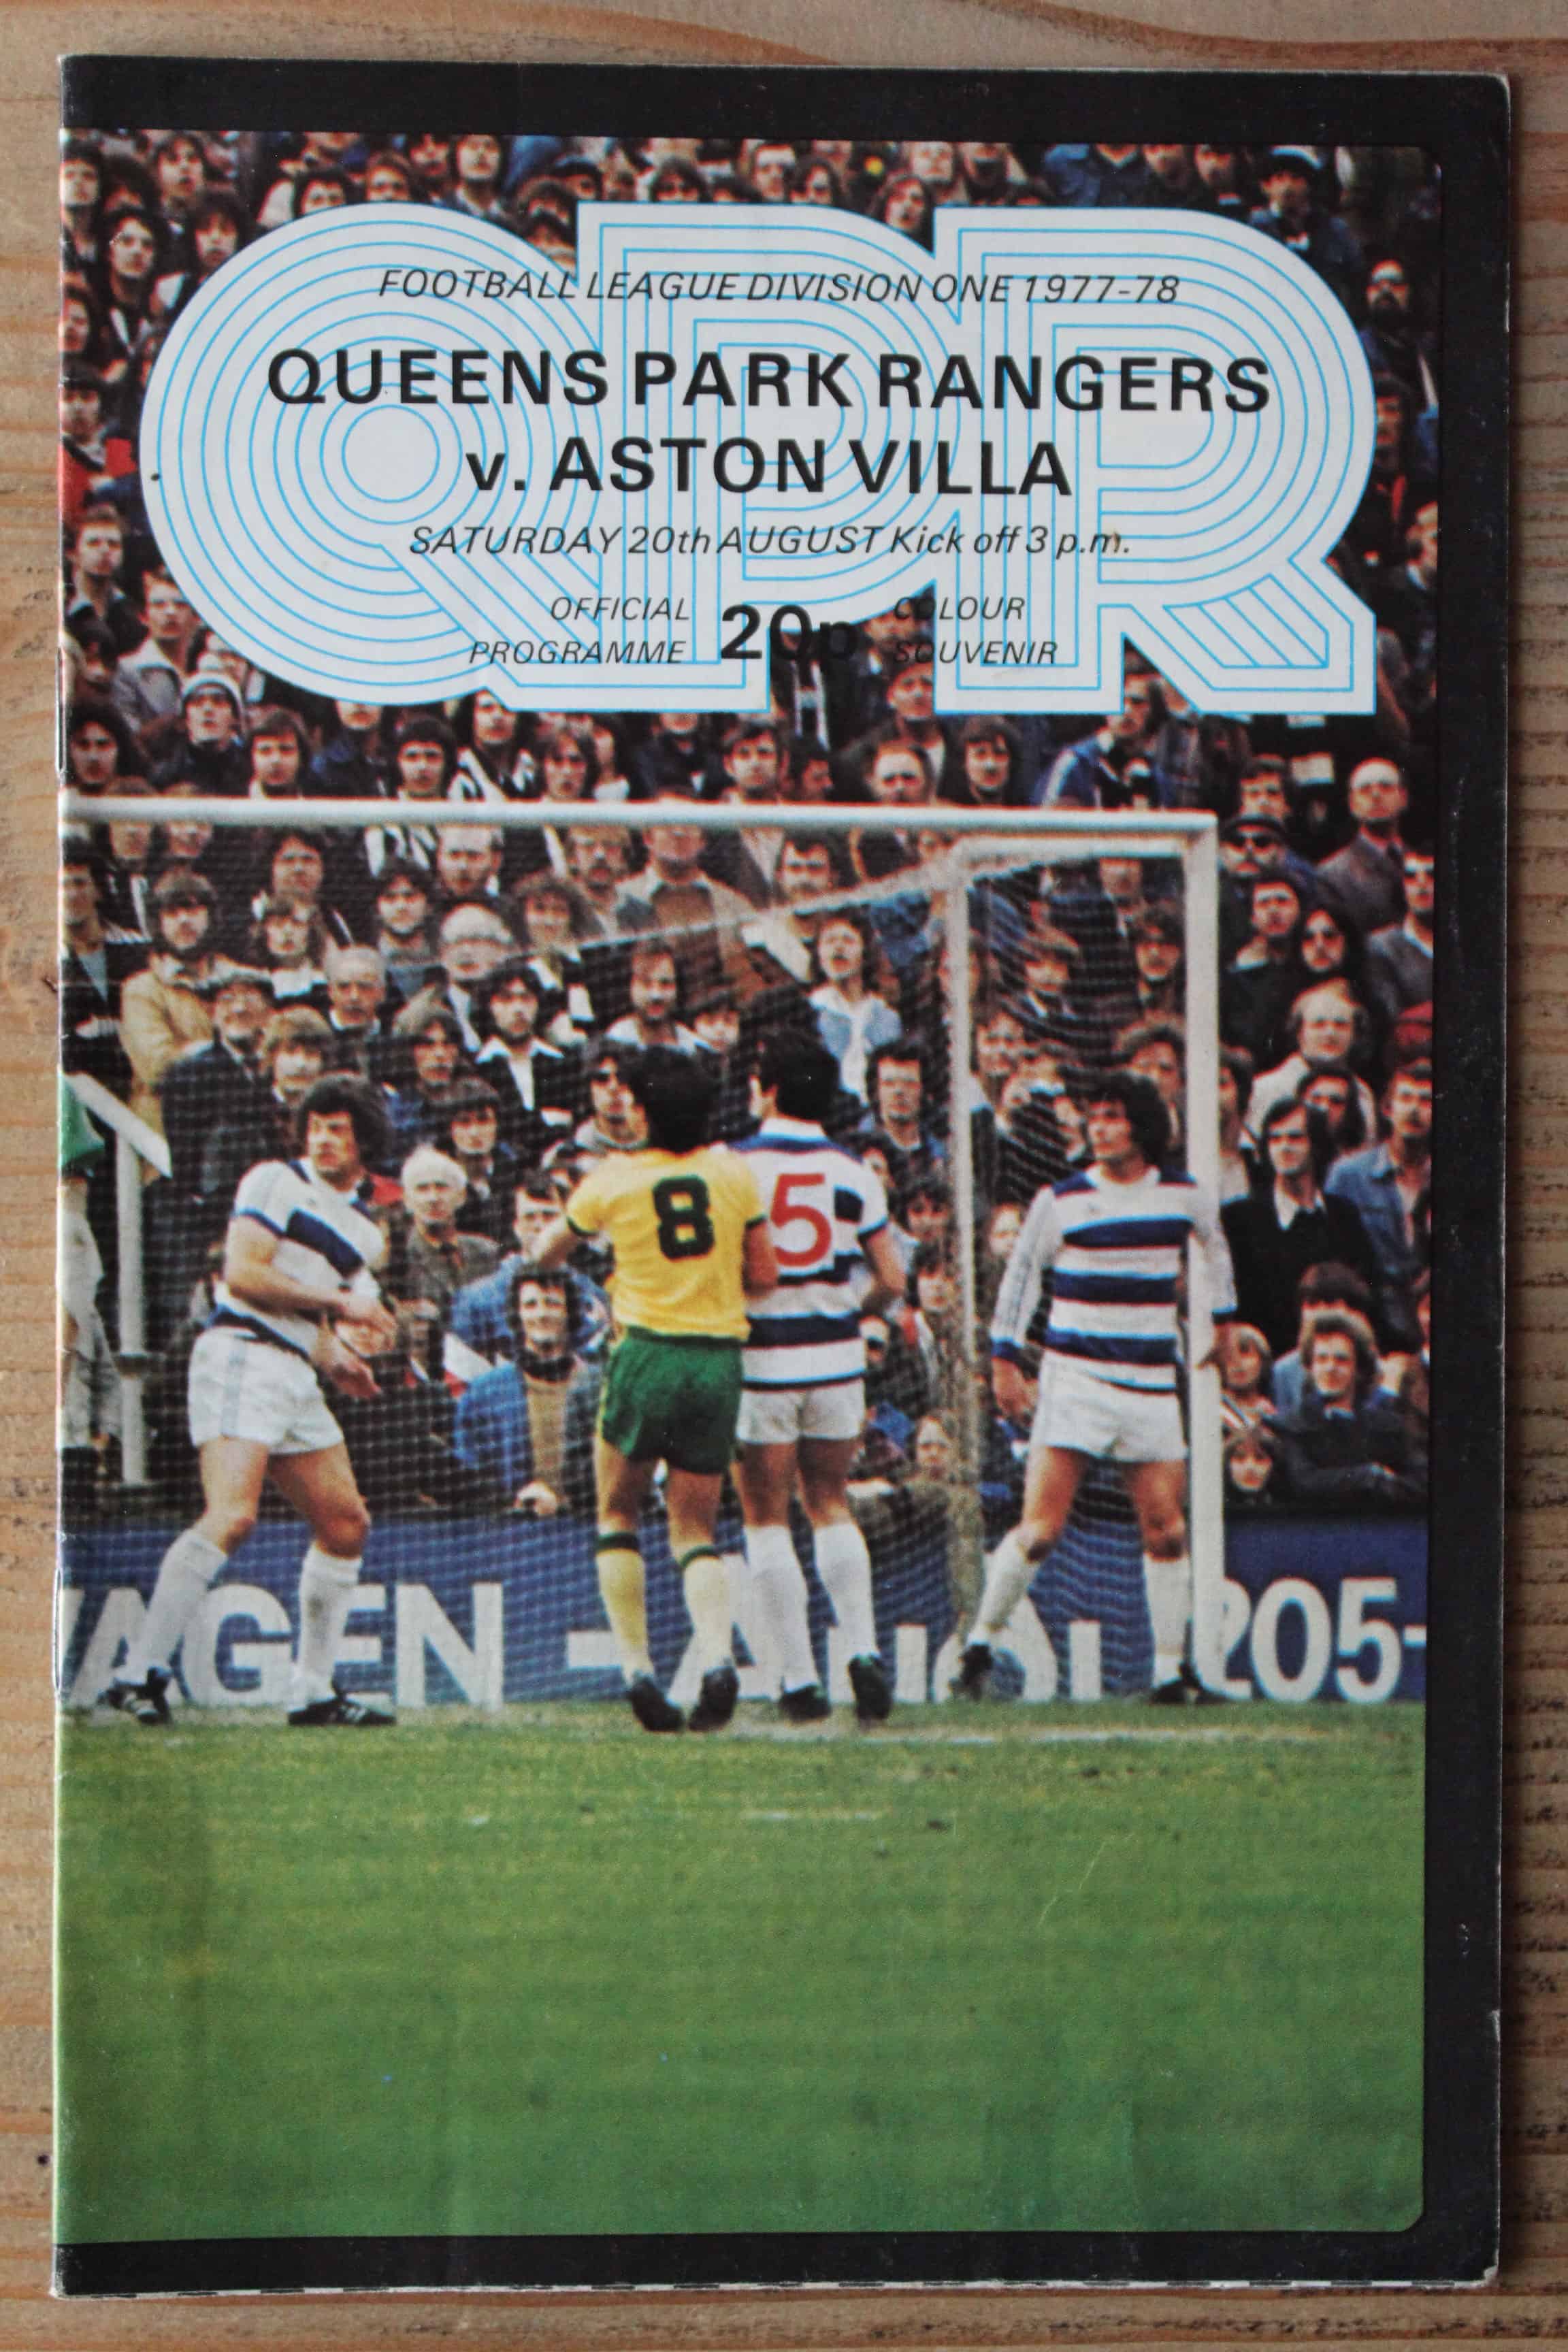 QPR
FOOTBALL LEAGUE DIVISION ONE 1977-78
QUEENS PARK RANGERS
v. ASTON VILLA
SATURDAY 20th AUGUST Kick off 3 p.m.
OFFICIAL
PROGRAMME
20p
COLOUR
SOUVENIR
8
5
AGEN -
205-